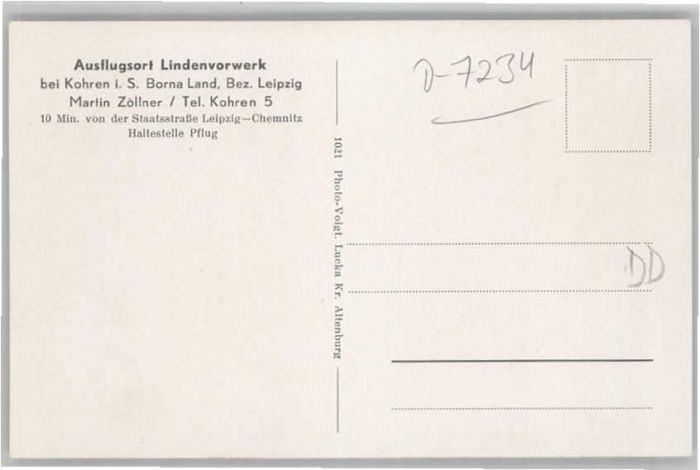 Ausflugsort Lindenvorwerk
bei Kohren i. S. Borna Land, Bez. Leipzig
Martin Zöllner / Tel. Kohren 5
10 Min. von der Staatsstraße Leipzig—Chemnitz
Haltestelle Pflug
D-7234
1021 Photo-Voigt, Lucka Kr. Altenburg
DD